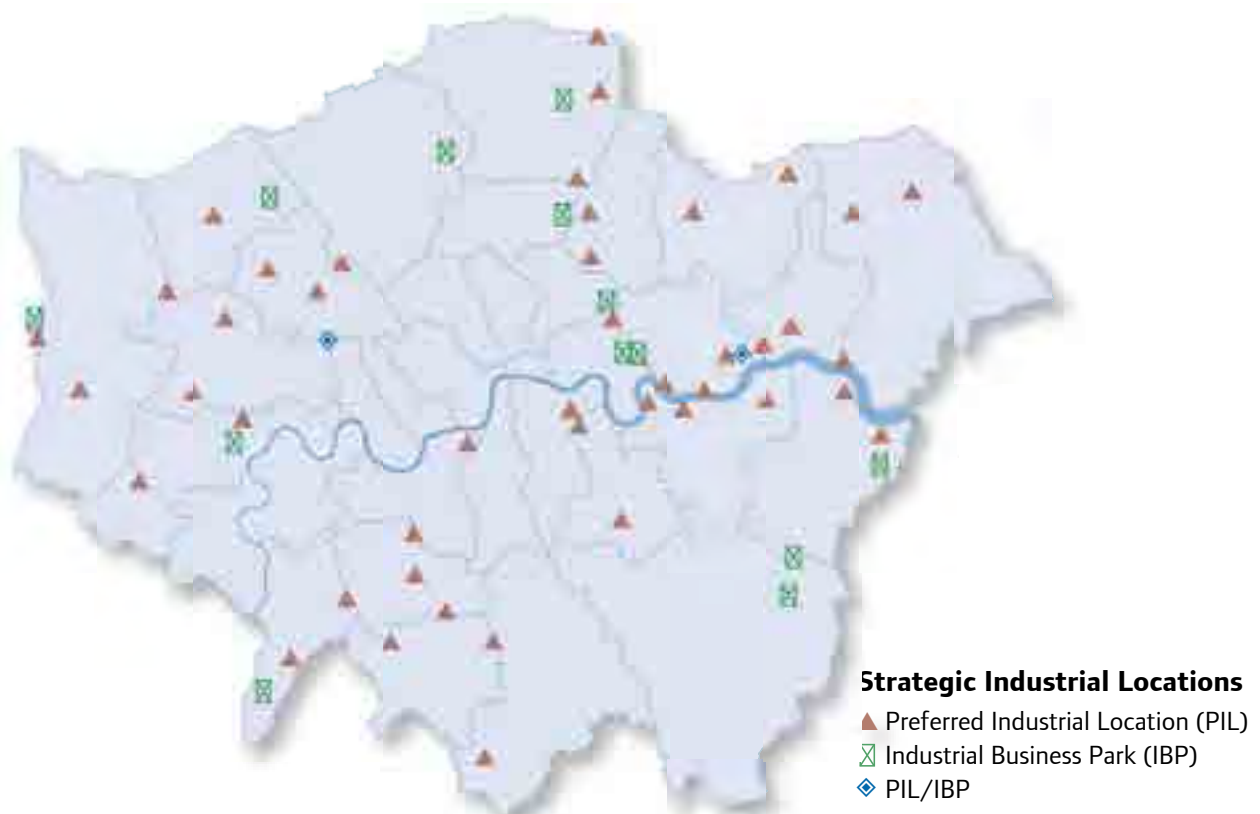 Strategic Industrial Locations
Preferred Industrial Location (PIL)
Industrial Business Park (IBP)
PIL/IBP